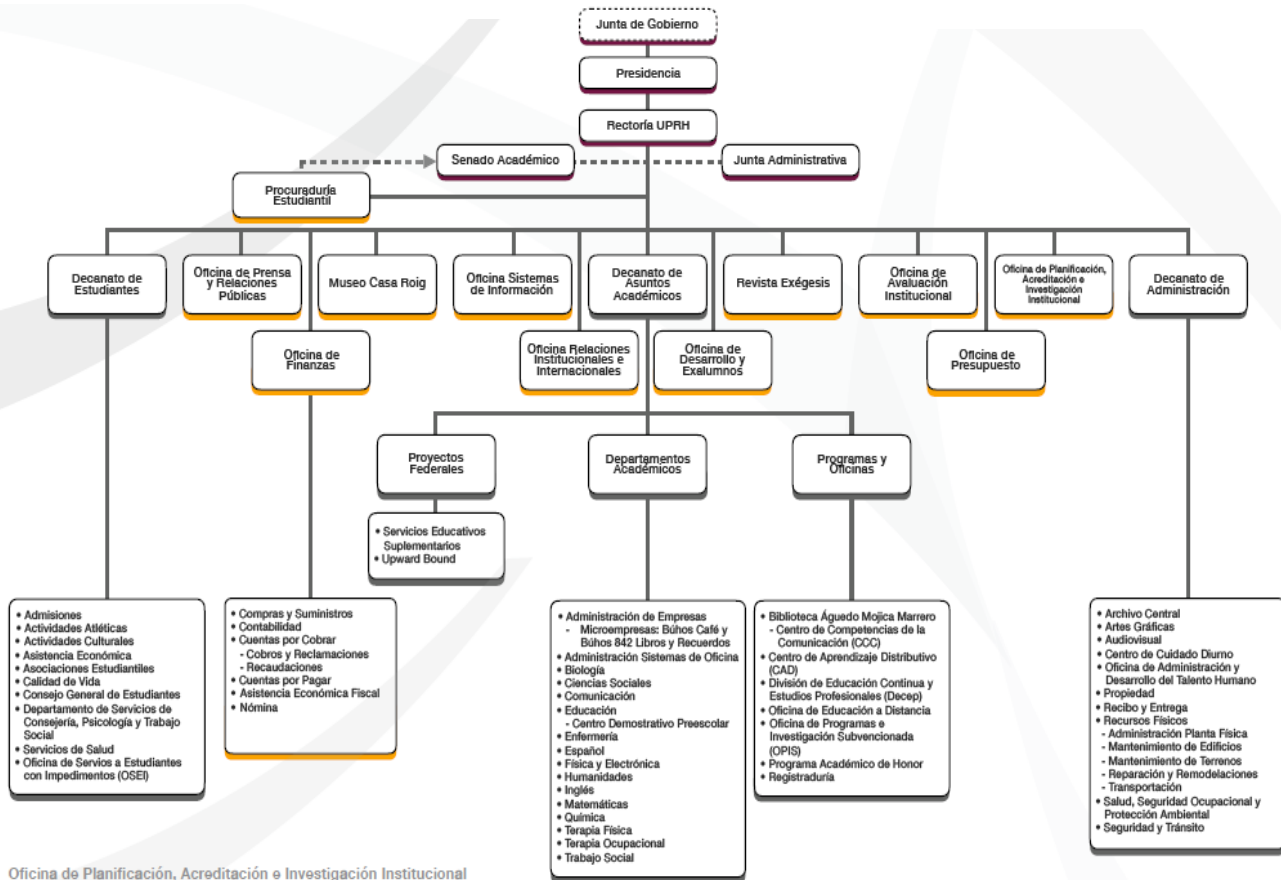 Junta de Gobierno
Presidencia
Rectoría UPRH
Senado Académico
Junta Administrativa
Procuraduría
Estudiantil
Decanato de
Estudiantes
Oficina de Prensa
y Relaciones
Públicas
Museo Casa Roig
Oficina Sistemas
de Información
Decanato de
Asuntos
Académicos
Revista Exégesis
Oficina de
Avaluación
Institucional
Oficina de Planificación,
Acreditación e
Investigación
Institucional
Decanato de
Administración
Oficina de
Finanzas
Oficina Relaciones
Institucionales e
Internacionales
Oficina de
Desarrollo y
Exalumnos
Oficina de
Presupuesto
Proyectos
Federales
Departamentos
Académicos
Programas y
Oficinas
• Servicios Educativos
Suplementarios
• Upward Bound
• Admisiones
• Actividades Atléticas
• Actividades Culturales
• Asistencia Económica
• Asociaciones Estudiantiles
• Calidad de Vida
• Consejo General de Estudiantes
• Departamento de Servicios de
Consejería, Psicología y Trabajo
Social
• Servicios de Salud
• Oficina de Servios a Estudiantes
con Impedimentos (OSEI)
• Compras y Suministros
• Contabilidad
• Cuentas por Cobrar
- Cobros y Reclamaciones
- Recaudaciones
• Cuentas por Pagar
• Asistencia Económica Fiscal
• Nómina
• Administración de Empresas
- Microempresas: Búhos Café y
Búhos 842 Libros y Recuerdos
• Administración Sistemas de Oficina
• Biología
• Ciencias Sociales
• Comunicación
• Educación
- Centro Demostrativo Preescolar
• Enfermería
• Español
• Física y Electrónica
• Humanidades
• Inglés
• Matemáticas
• Química
• Terapia Física
• Terapia Ocupacional
• Trabajo Social
• Biblioteca Águedo Mojica Marrero
- Centro de Competencias de la
Comunicación (CCC)
• Centro de Aprendizaje Distributivo
(CAD)
• División de Educación Continua y
Estudios Profesionales (Decep)
• Oficina de Educación a Distancia
• Oficina de Programas e
Investigación Subvencionada
(OPIS)
• Programa Académico de Honor
• Registraduría
• Archivo Central
• Artes Gráficas
• Audiovisual
• Centro de Cuidado Diurno
• Oficina de Administración y
Desarrollo del Talento Humano
• Propiedad
• Recibo y Entrega
• Recursos Físicos
- Administración Planta Física
- Mantenimiento de Edificios
- Mantenimiento de Terrenos
- Reparación y Remodelaciones
- Transportación
• Salud, Seguridad Ocupacional y
Protección Ambiental
• Seguridad y Tránsito
Oficina de Planificación, Acreditación e Investigación Institucional